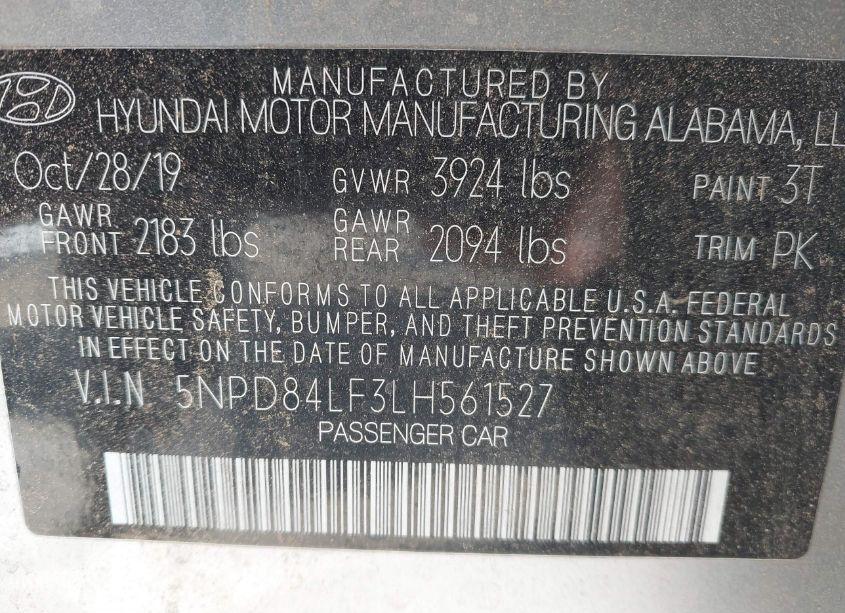 MANUFACTURED BY
HYUNDAI MOTOR MANUFACTURING ALABAMA, LL
Oct/28/19 GVWR 3924 lbs PAINT 3T
GAWR FRONT 2183 lbs GAWR REAR 2094 lbs TRIM PK
THIS VEHICLE CONFORMS TO ALL APPLICABLE U.S.A. FEDERAL
MOTOR VEHICLE SAFETY, BUMPER, AND THEFT PREVENTION STANDARDS
IN EFFECT ON THE DATE OF MANUFACTURE SHOWN ABOVE
V.I.N 5NPD84LF3LH561527
PASSENGER CAR